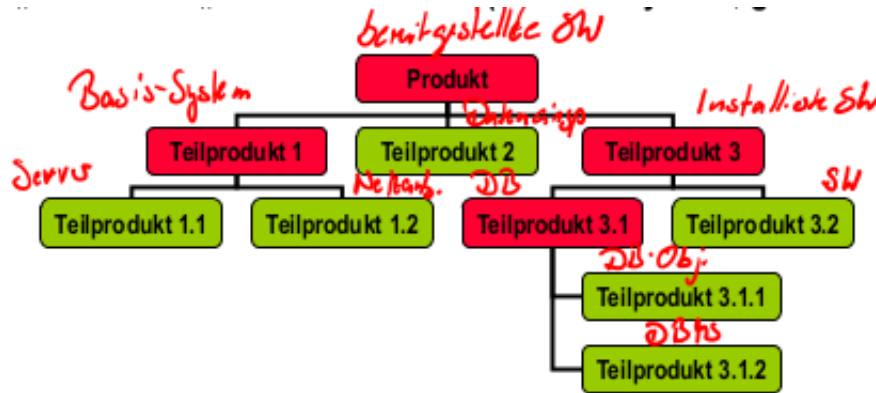 bereitgestellte SW
Produkt
Basis-System
Installierte SW
Teilprodukt 1
Teilprodukt 2
Teilprodukt 3
Server
DB
SW
Teilprodukt 1.1
Teilprodukt 1.2
Teilprodukt 3.1
Teilprodukt 3.2
DB-Obj.
Teilprodukt 3.1.1
DBMS
Teilprodukt 3.1.2